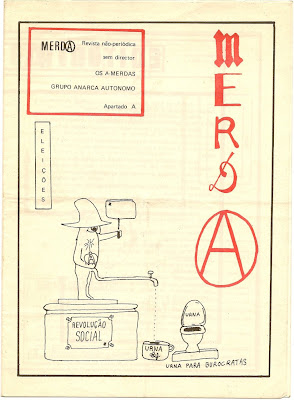 MERDA
Revista não-periódica
sem director
OS A MERDAS
GRUPO ANARCA AUTONOMO
Apartado A
MERDA
ELEIÇÕES
REVOLUÇÃO
SOCIAL
URNA
URNA
URNA PARA BUROCRATAS